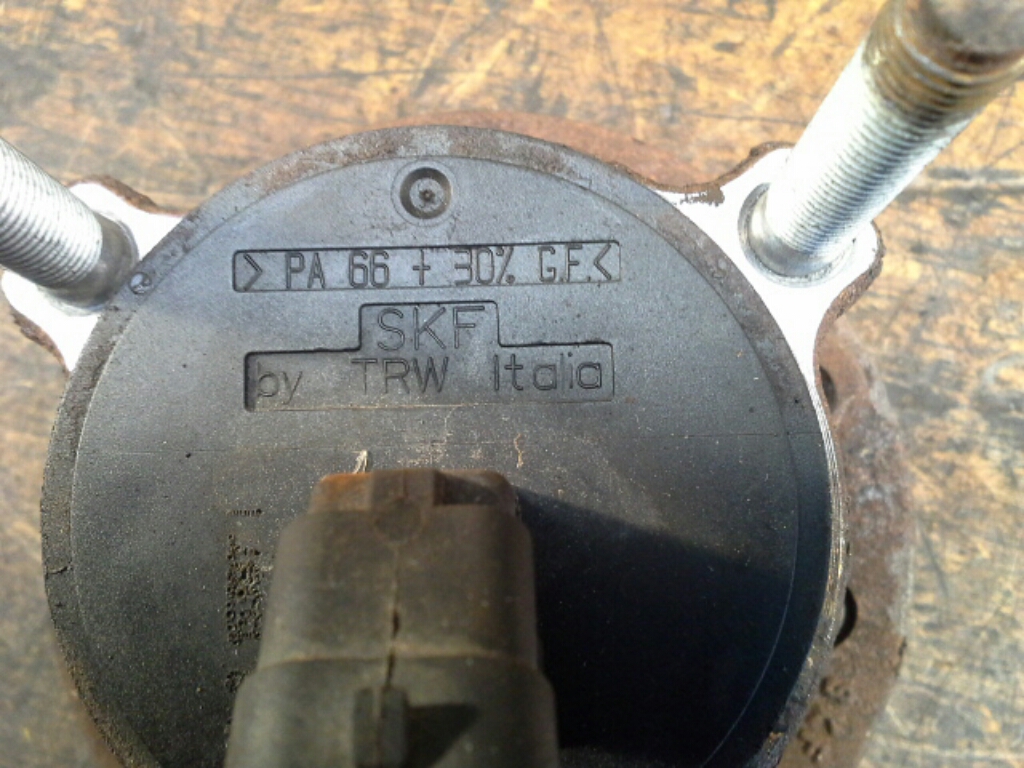 > PA 66 + 30% G.F.<
SKF
by TRW Italia